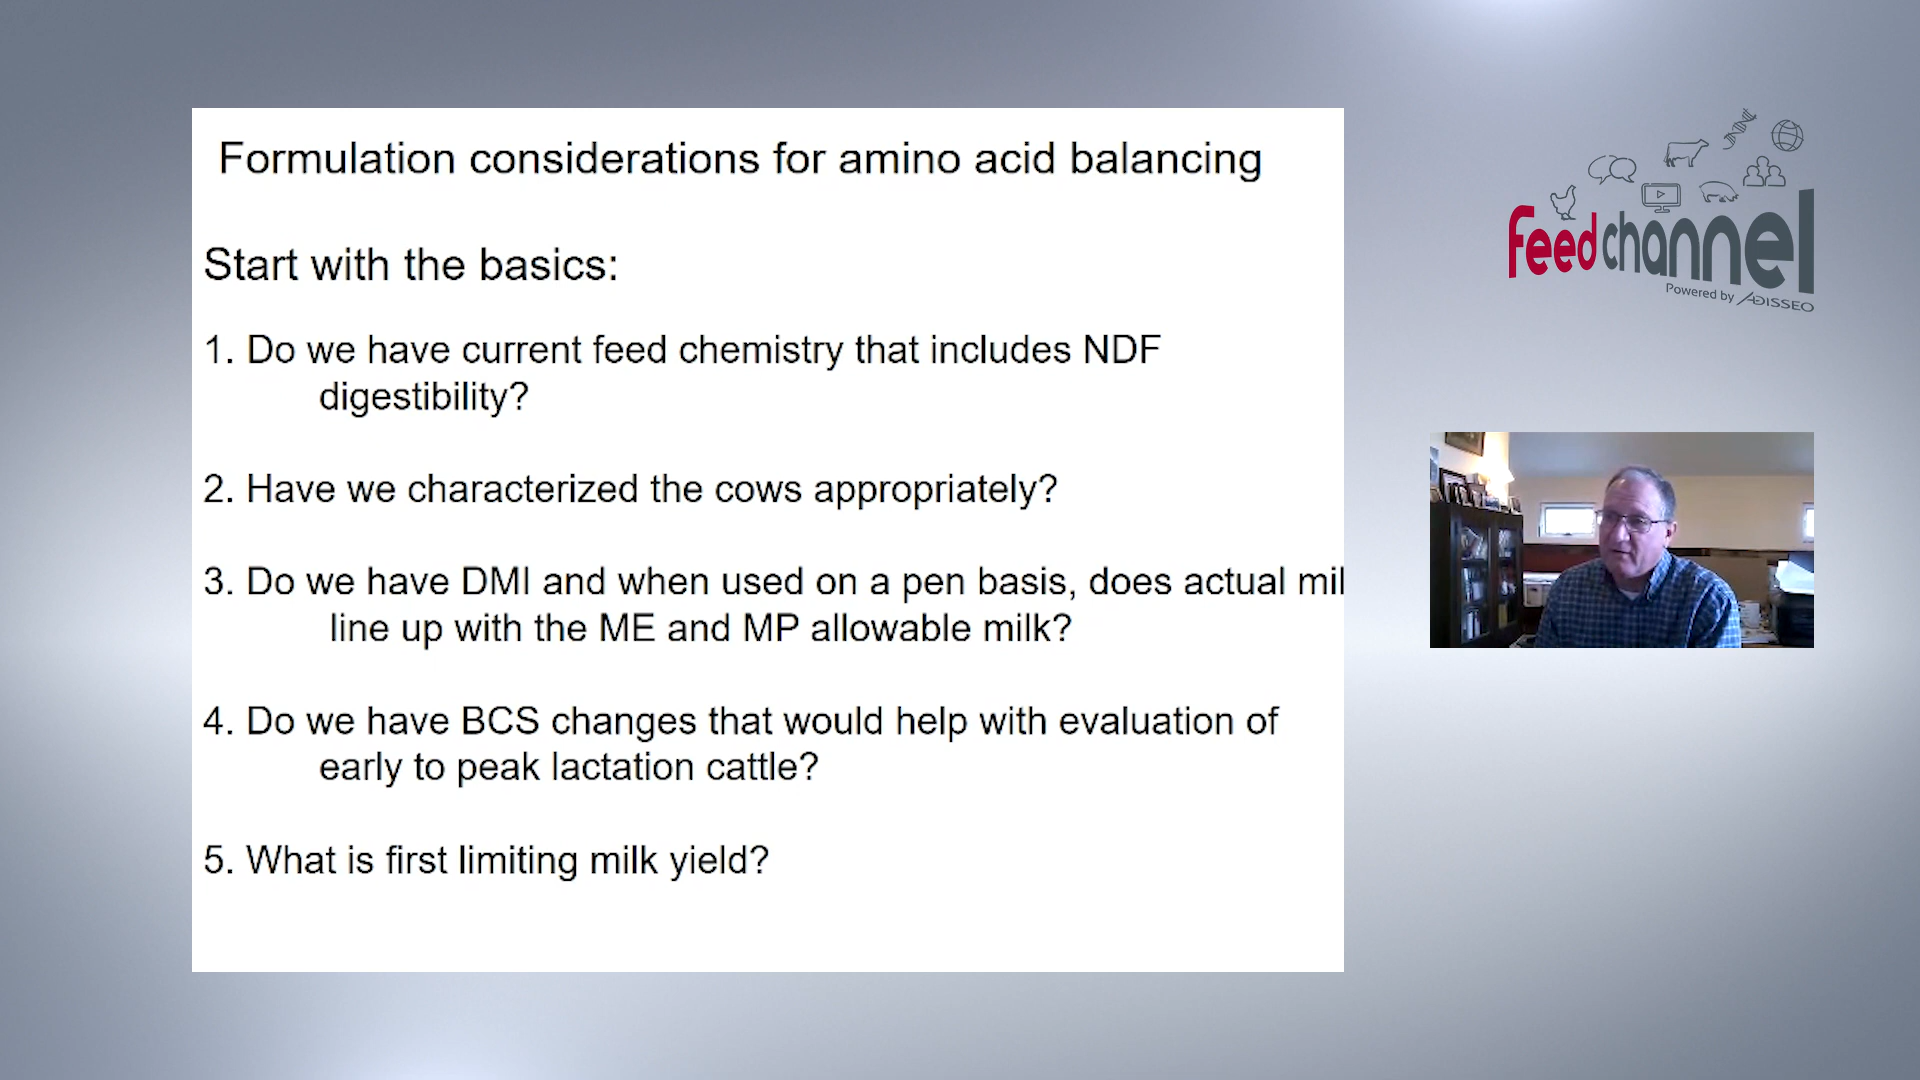 Formulation considerations for amino acid balancing
Start with the basics:
1. Do we have current feed chemistry that includes NDF
digestibility?
2. Have we characterized the cows appropriately?
3. Do we have DMI and when used on a pen basis, does actual mil
line up with the ME and MP allowable milk?
4. Do we have BCS changes that would help with evaluation of
early to peak lactation cattle?
5. What is first limiting milk yield?
feedchannel
Powered by ADISSEO